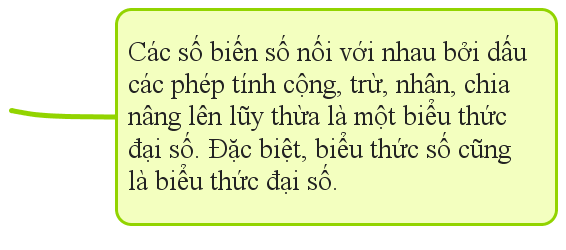 Các số biến số nối với nhau bởi dấu
các phép tính cộng, trừ, nhân, chia
nâng lên lũy thừa là một biểu thức
đại số. Đặc biệt, biểu thức số cũng
là biểu thức đại số.